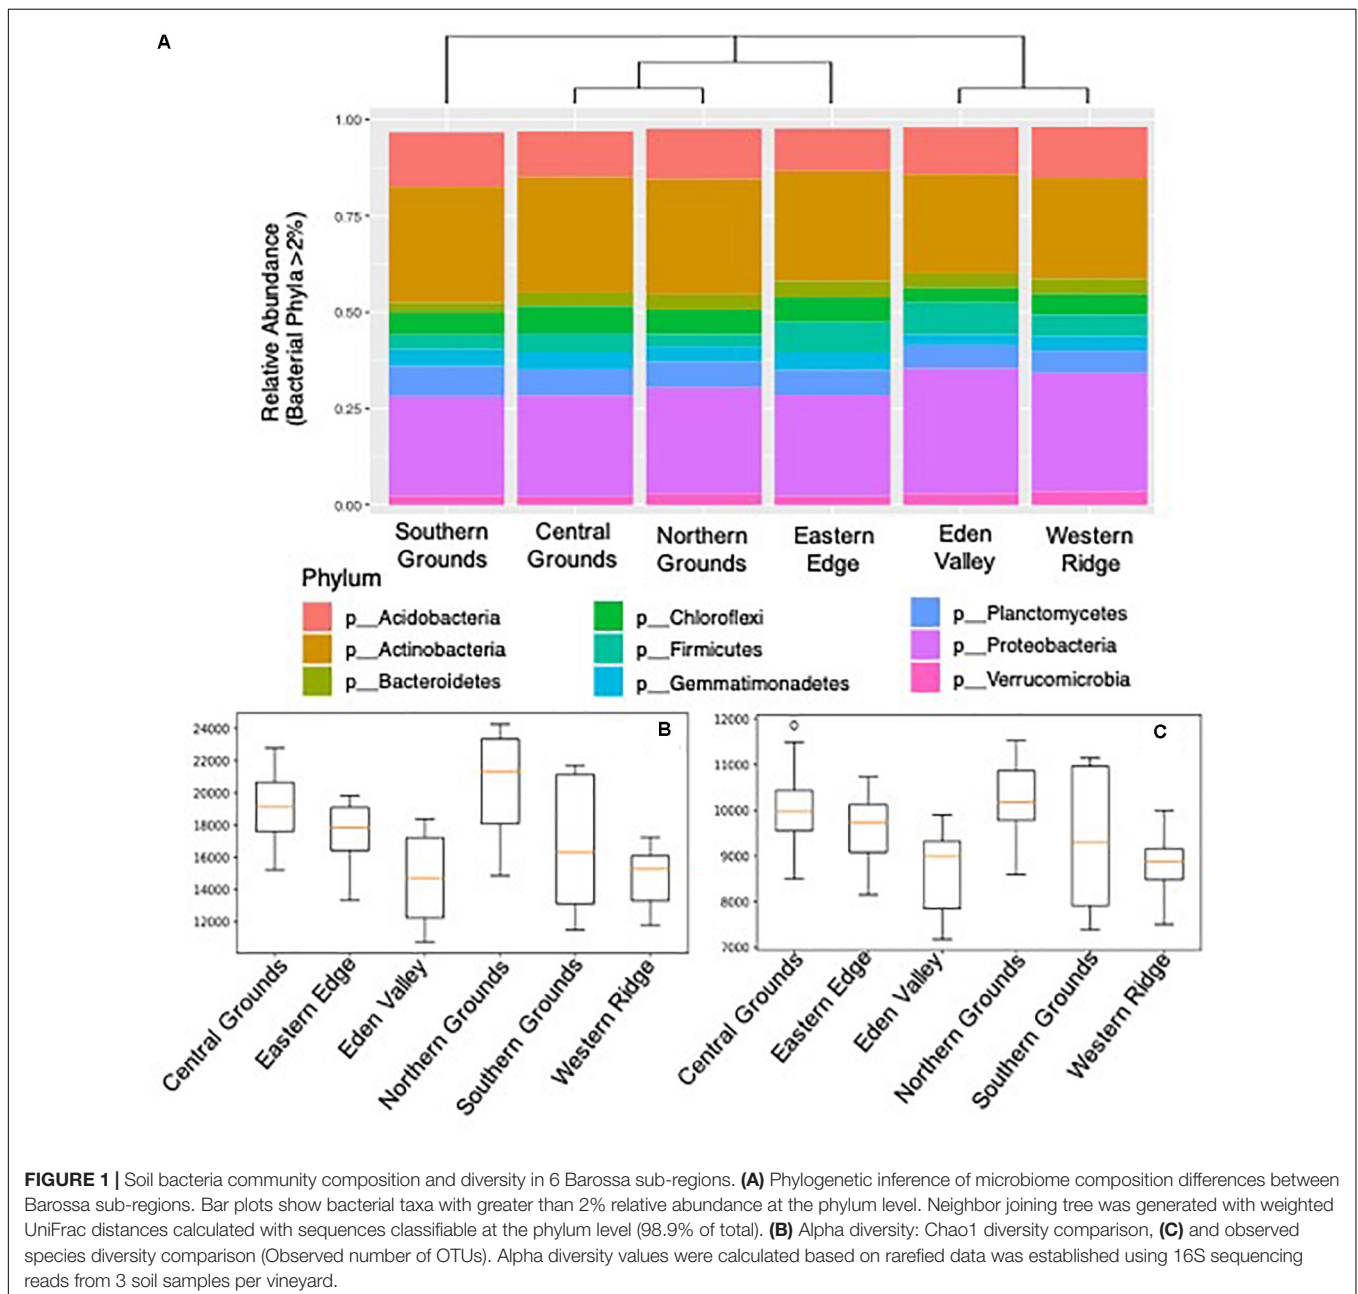 A
Relative Abundance
(Bacterial Phyla >2%)
1.00
0.75
0.50
0.25
0.00
Southern
Grounds
Central
Grounds
Northern
Grounds
Eastern
Edge
Eden
Valley
Western
Ridge
Phylum
p__Acidobacteria
p__Actinobacteria
p__Bacteroidetes
p__Chloroflexi
p__Firmicutes
p__Gemmatimonadetes
p__Planctomycetes
p__Proteobacteria
p__Verrucomicrobia
B
24000
22000
20000
18000
16000
14000
12000
Central Grounds
Eastern Edge
Eden Valley
Northern Grounds
Southern Grounds
Western Ridge
C
12000
11000
10000
9000
8000
7000
Central Grounds
Eastern Edge
Eden Valley
Northern Grounds
Southern Grounds
Western Ridge
FIGURE 1 | Soil bacteria community composition and diversity in 6 Barossa sub-regions. (A) Phylogenetic inference of microbiome composition differences between
Barossa sub-regions. Bar plots show bacterial taxa with greater than 2% relative abundance at the phylum level. Neighbor joining tree was generated with weighted
UniFrac distances calculated with sequences classifiable at the phylum level (98.9% of total). (B) Alpha diversity: Chao1 diversity comparison, (C) and observed
species diversity comparison (Observed number of OTUs). Alpha diversity values were calculated based on rarefied data was established using 16S sequencing
reads from 3 soil samples per vineyard.